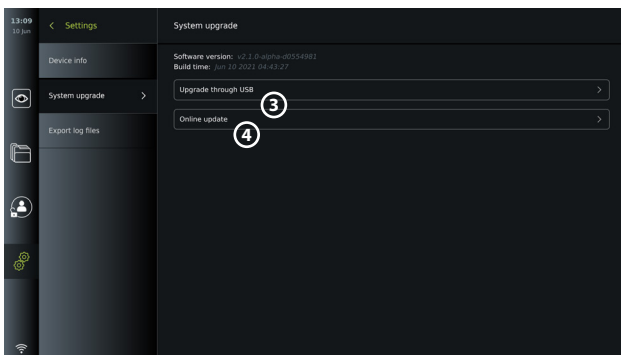 13:09
10 Jun
Settings
System upgrade
Device info
System upgrade
Export log files
Software version: v2.1.0-alpha-d0554981
Build time: Jun 10 2021 04:43:27
Upgrade through USB
3
Online update
4